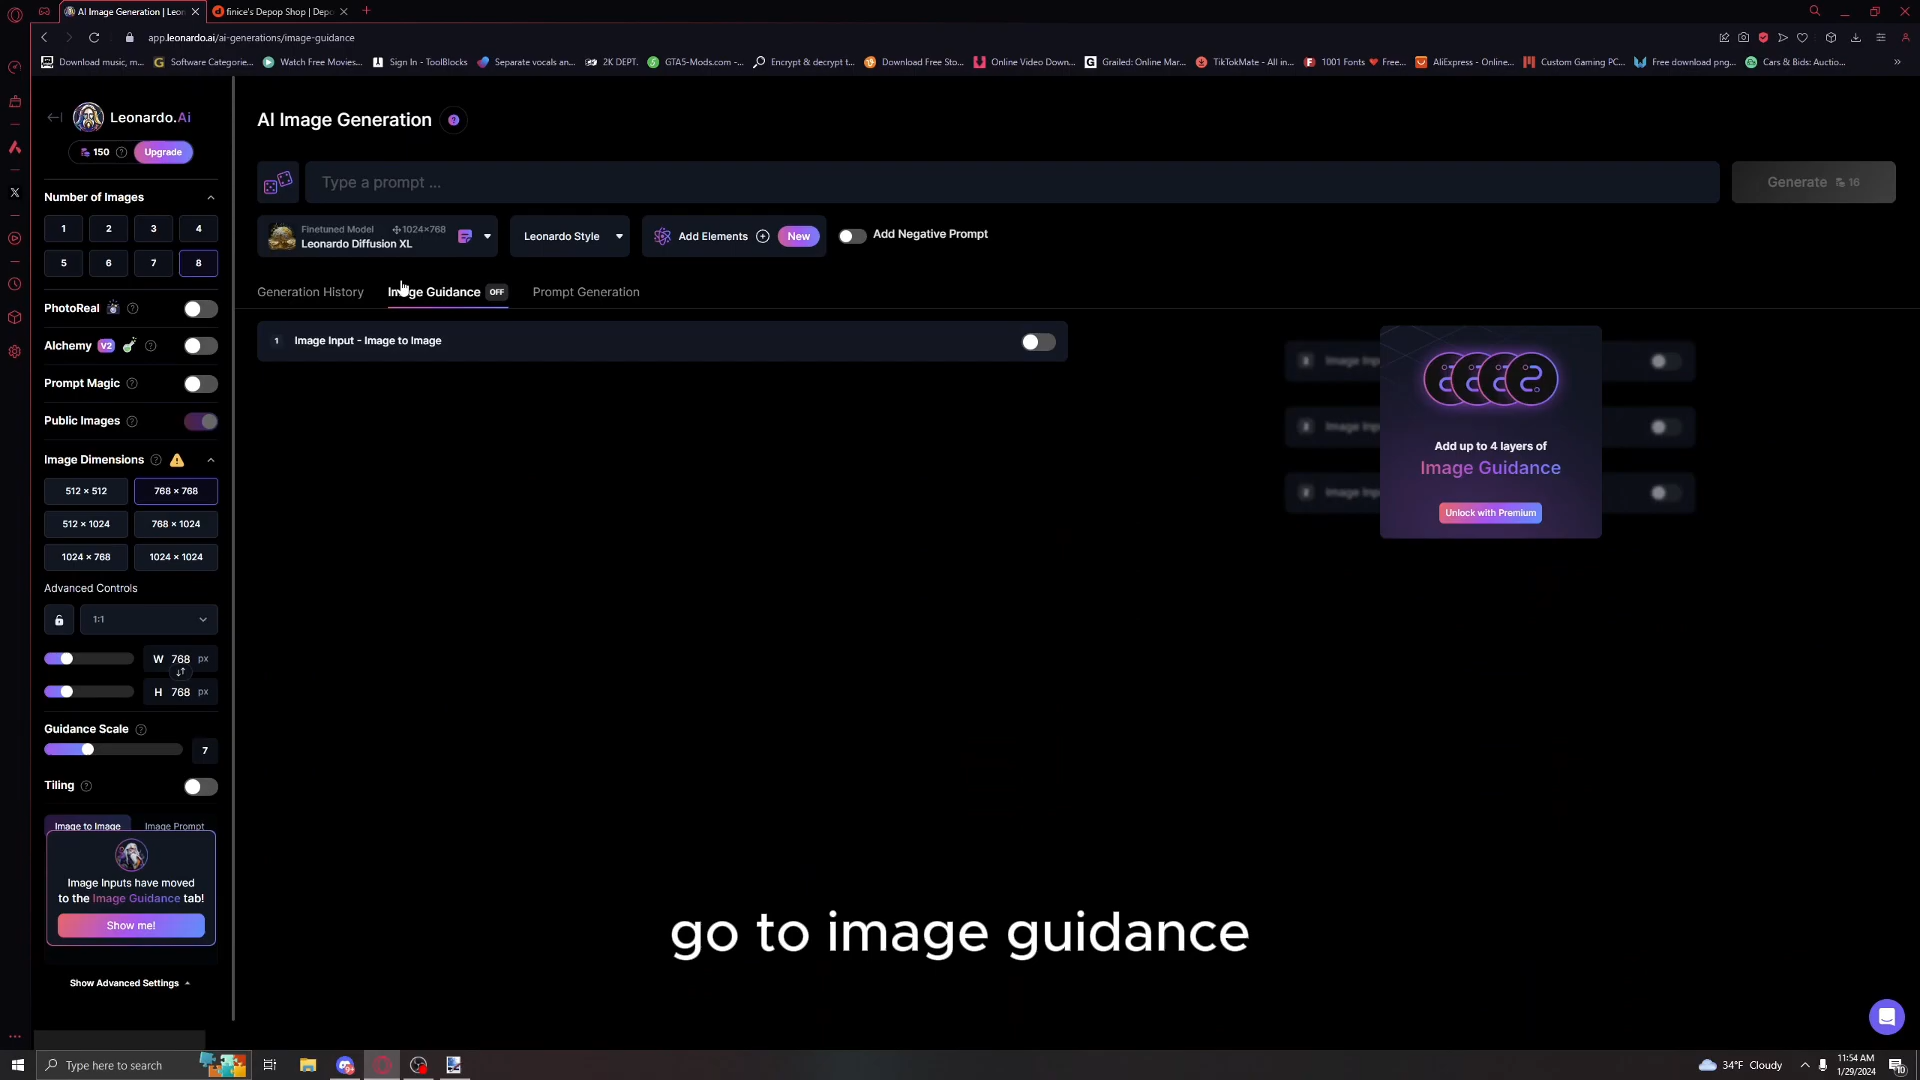 AI Image Generation | Leon
finice's Depop Shop | Depo
app.leonardo.ai/ai-generations/image-guidance
Download music, m...
Software Categorie...
Watch Free Movies...
Sign In - ToolBlocks
Separate vocals an...
2K DEPT.
GTA5-Mods.com -...
Encrypt & decrypt t...
Download Free Sto...
Online Video Down...
Grailed: Online Mar...
TikTokMate - All in...
1001 Fonts ❤ Free...
AliExpress - Online...
Custom Gaming PC...
Free download png...
Cars & Bids: Auctio...
Leonardo.Ai
150 Upgrade
Number of Images
1 2 3 4
5 6 7 8
PhotoReal
Alchemy V2
Prompt Magic
Public Images
Image Dimensions
512 × 512 768 × 768
512 × 1024 768 × 1024
1024 × 768 1024 × 1024
Advanced Controls
1:1
W 768 px
H 768 px
Guidance Scale
7
Tiling
Image to Image Image Prompt
Image Inputs have moved
to the Image Guidance tab!
Show me!
Show Advanced Settings
AI Image Generation
Type a prompt ...
Generate 16
Finetuned Model 1024×768
Leonardo Diffusion XL
Leonardo Style
Add Elements New
Add Negative Prompt
Generation History Image Guidance OFF Prompt Generation
1 Image Input - Image to Image
Add up to 4 layers of
Image Guidance
Unlock with Premium
go to image guidance
Type here to search
34°F Cloudy
11:54 AM
1/29/2024